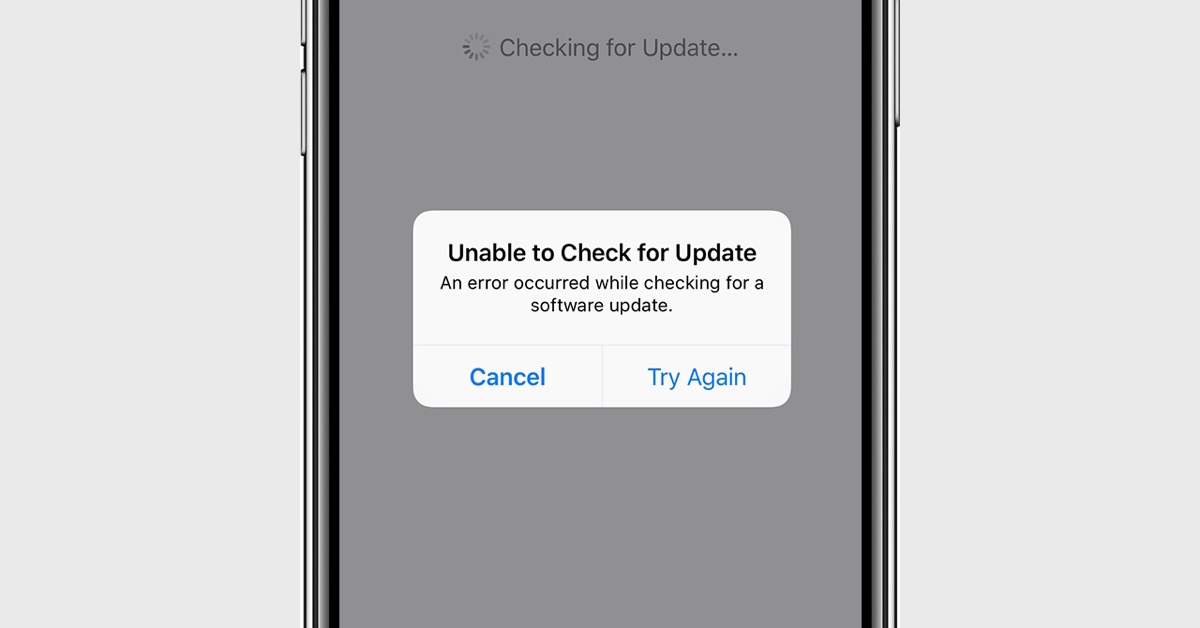 Checking for Update...
Unable to Check for Update
An error occurred while checking for a
software update.
Cancel
Try Again